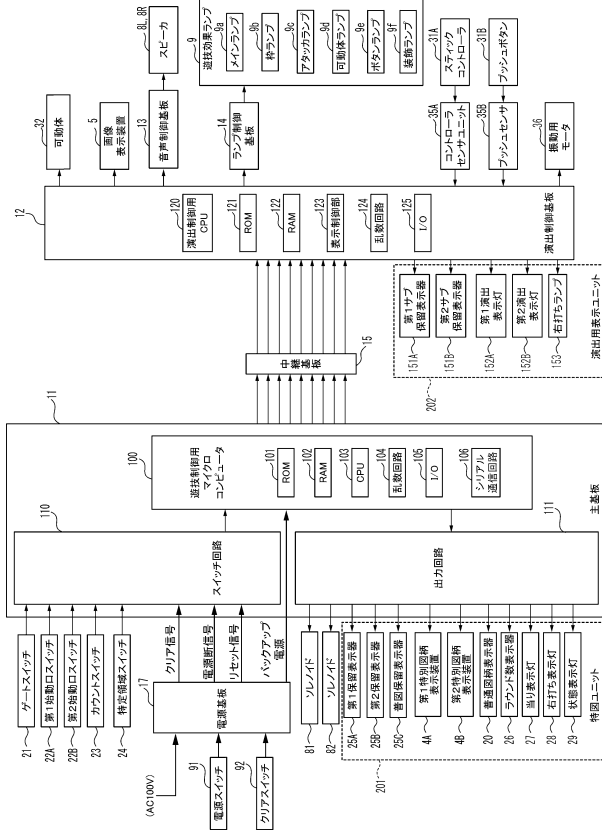 32
可動体
5
画像
表示装置
13
音声制御基板
8L, 8R
スピーカ
9
遊技効果ランプ
9a
メインランプ
9b
枠ランプ
9c
アタッカランプ
9d
可動体ランプ
9e
ボタンランプ
9f
装飾ランプ
14
ランプ制御
基板
31A
スティック
コントローラ
31B
プッシュボタン
35A
コントローラ
センサユニット
35B
プッシュセンサ
36
振動用
モータ
12
120
演出制御用
CPU
121
ROM
122
RAM
123
表示制御部
124
乱数回路
125
I/O
演出制御基板
151A
第1サブ
保留表示器
151B
第2サブ
保留表示器
152A
第1演出
表示灯
152B
第2演出
表示灯
153
右打ちランプ
202
演出用表示ユニット
中継基板
15
11
100
遊技制御用
マイクロ
コンピュータ
101
ROM
102
RAM
103
CPU
104
乱数回路
105
I/O
106
シリアル
通信回路
主基板
110
スイッチ回路
111
出力回路
クリア信号
電源断信号
リセット信号
バックアップ
電源
21
ゲートスイッチ
22A
第1始動口スイッチ
22B
第2始動口スイッチ
23
カウントスイッチ
24
特定領域スイッチ
17
電源基板
(AC100V)
91
電源スイッチ
92
クリアスイッチ
81
ソレノイド
82
ソレノイド
25A
第1保留表示器
25B
第2保留表示器
25C
普図保留表示器
4A
第1特別図柄
表示装置
4B
第2特別図柄
表示装置
20
普通図柄表示器
26
ラウンド数表示器
27
当り表示灯
28
右打ち表示灯
29
状態表示灯
201
特図ユニット